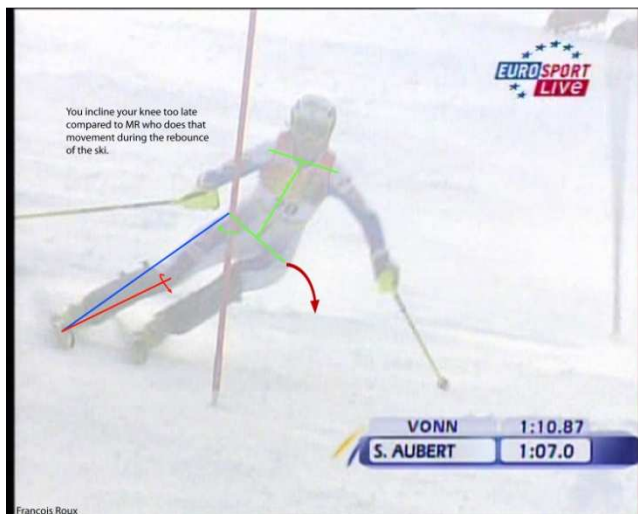 EUROSPORT
LIVE
You incline your knee too late
compared to MR who does that
movement during the rebounce
of the ski.
VONN 1:10.87
S. AUBERT 1:07.0
François Roux